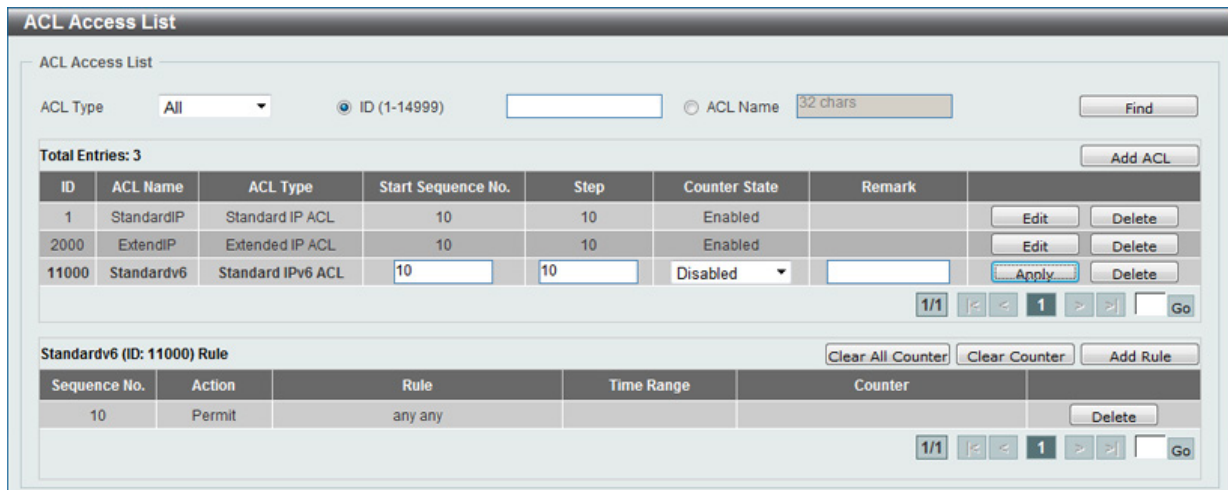 ACL Access List
ACL Access List
ACL Type All ID (1-14999) ACL Name 32 chars Find
Total Entries: 3 Add ACL
ID ACL Name ACL Type Start Sequence No. Step Counter State Remark
1 StandardIP Standard IP ACL 10 10 Enabled Edit Delete
2000 ExtendIP Extended IP ACL 10 10 Enabled Edit Delete
11000 Standardv6 Standard IPv6 ACL 10 10 Disabled Apply Delete
1/1 |< < 1 > >| Go
Standardv6 (ID: 11000) Rule Clear All Counter Clear Counter Add Rule
Sequence No. Action Rule Time Range Counter
10 Permit any any Delete
1/1 |< < 1 > >| Go